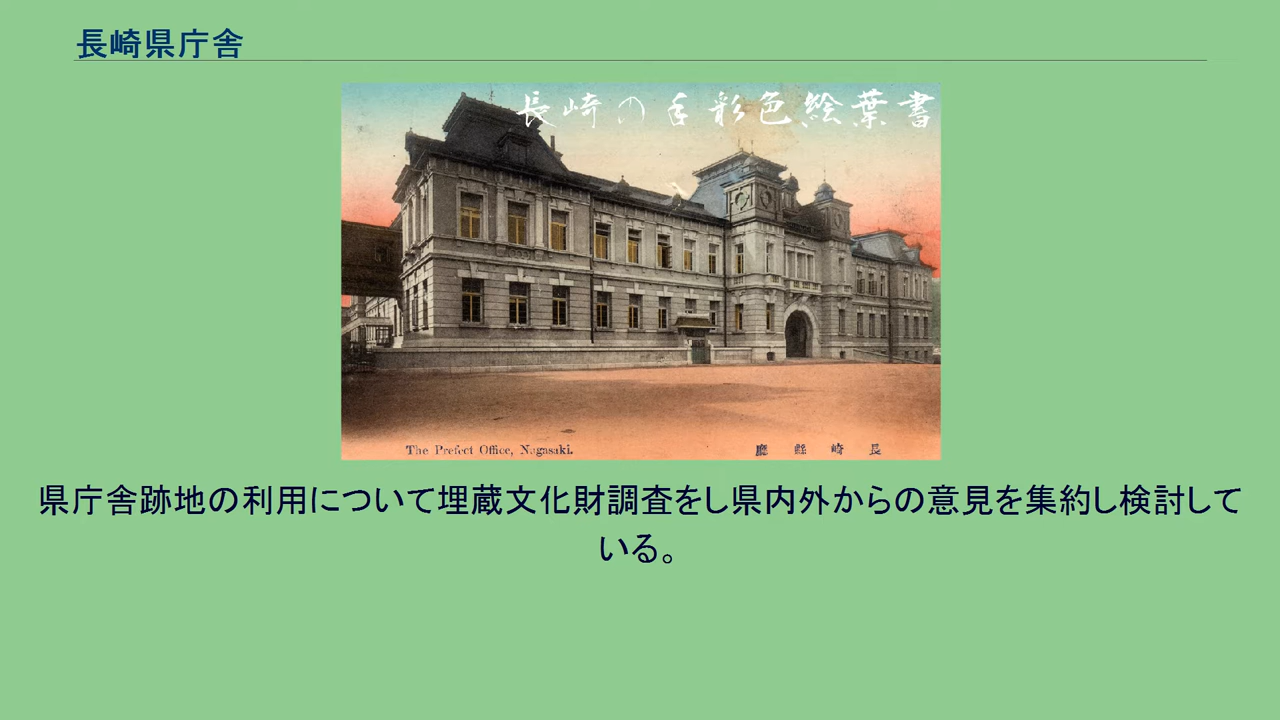 長崎県庁舎
長崎の手彩色絵葉書
The Prefect Office, Nagasaki.
廳 縣 崎 長
県庁舎跡地の利用について埋蔵文化財調査をし県内外からの意見を集約し検討して
いる。